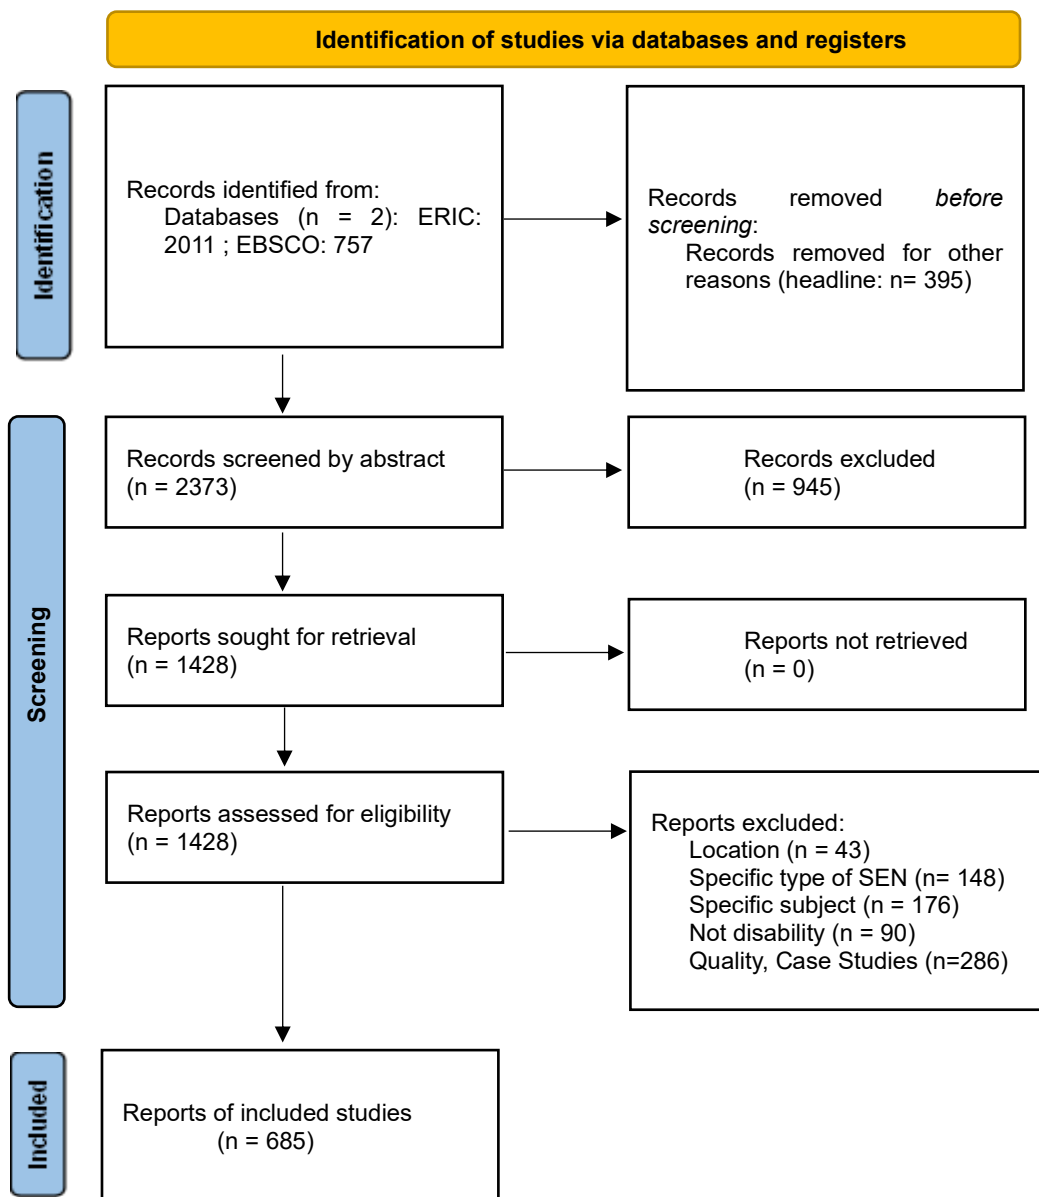 Identification of studies via databases and registers
Identification
Records identified from:
Databases (n = 2): ERIC:
2011 ; EBSCO: 757
Records removed before
screening:
Records removed for other
reasons (headline: n= 395)
Screening
Records screened by abstract
(n = 2373)
Records excluded
(n = 945)
Reports sought for retrieval
(n = 1428)
Reports not retrieved
(n = 0)
Reports assessed for eligibility
(n = 1428)
Reports excluded:
Location (n = 43)
Specific type of SEN (n= 148)
Specific subject (n = 176)
Not disability (n = 90)
Quality, Case Studies (n=286)
Included
Reports of included studies
(n = 685)